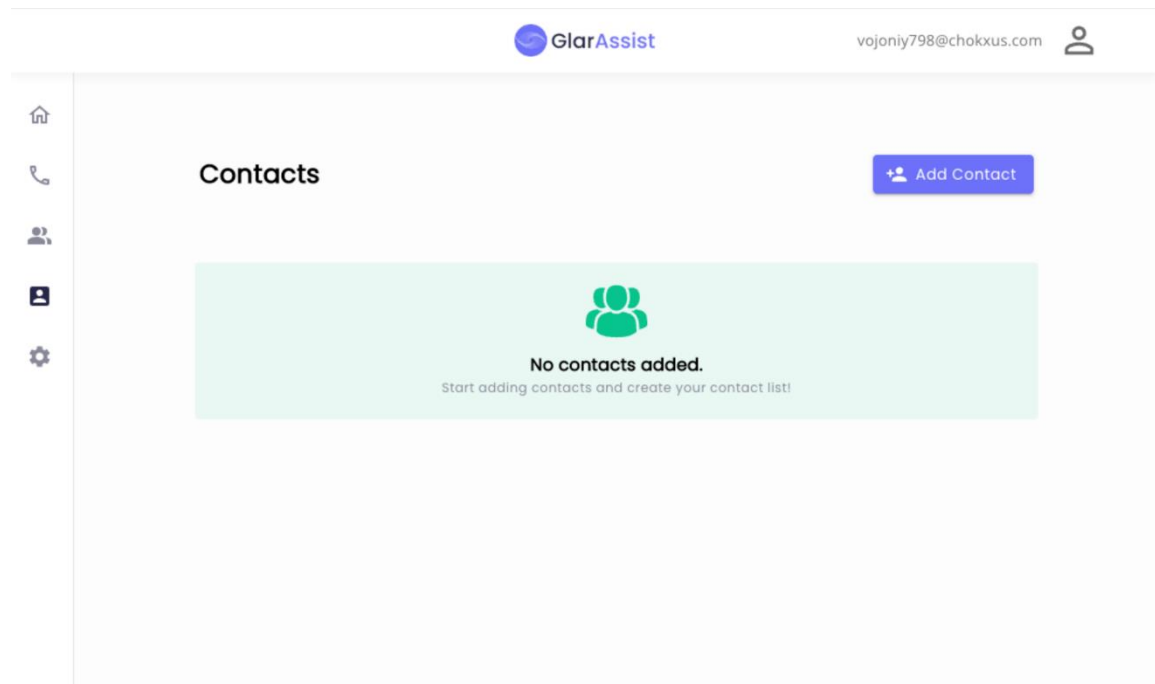 GlarAssist
vojoniy798@chokxus.com
Contacts
Add Contact
No contacts added.
Start adding contacts and create your contact list!